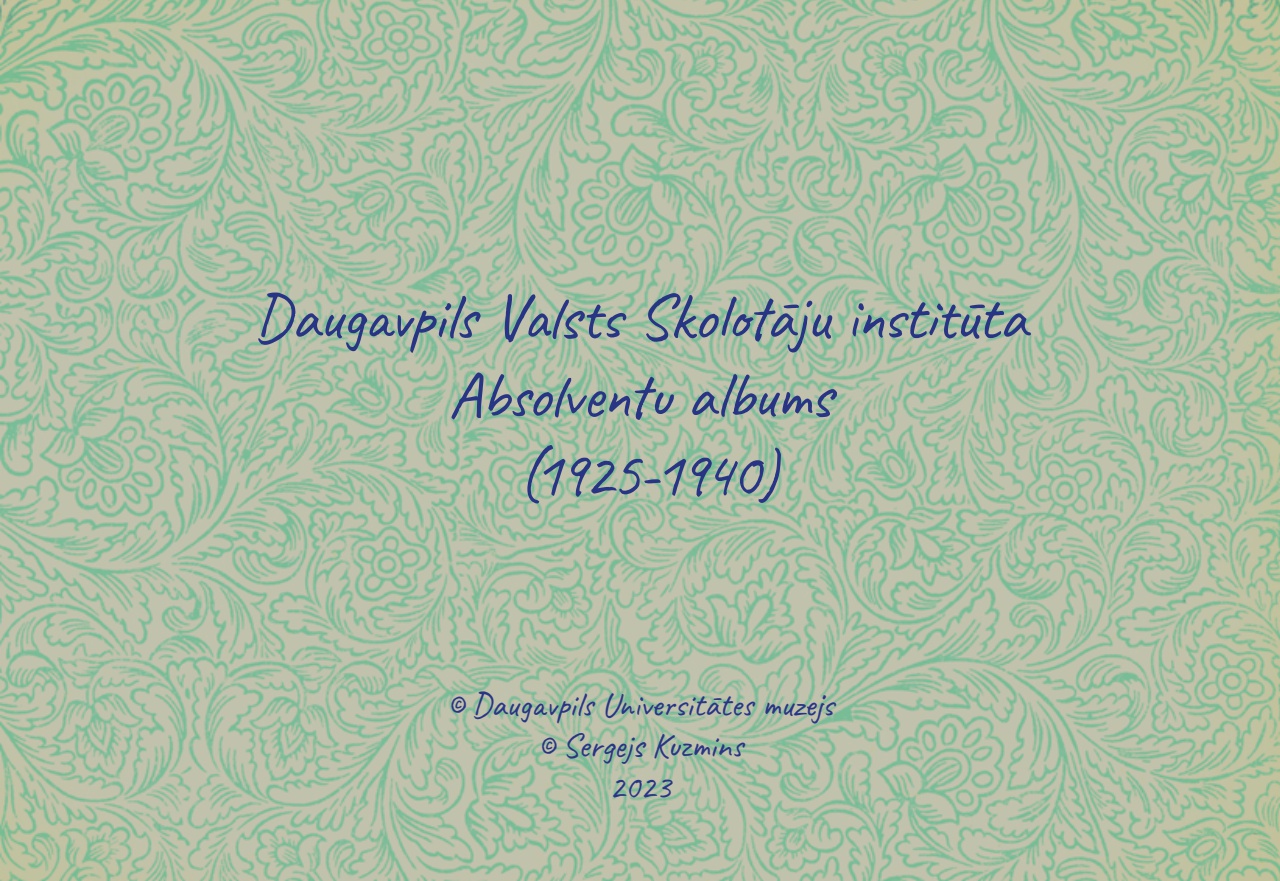 Daugavpils Valsts Skolotāju institūta
Absolventu albums
(1925-1940)
© Daugavpils Universitātes muzejs
© Sergejs Kuzmins
2023